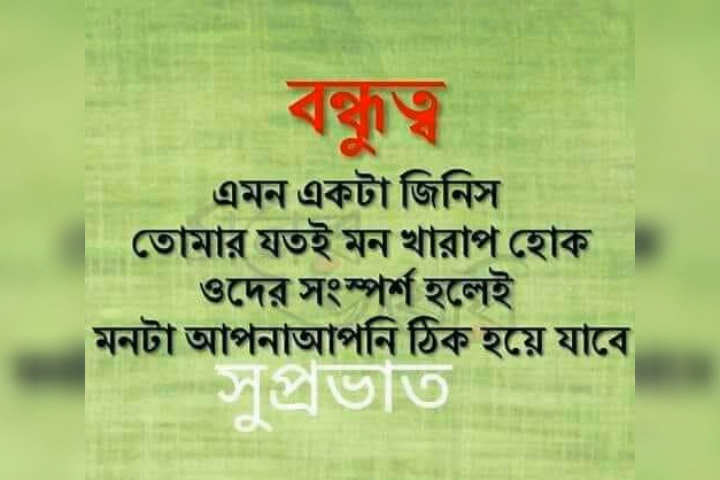 বন্ধুত্ব
এমন একটা জিনিস
তোমার যতই মন খারাপ হোক
ওদের সংস্পর্শ হলেই
মনটা আপনাআপনি ঠিক হয়ে যাবে
সুপ্রভাত